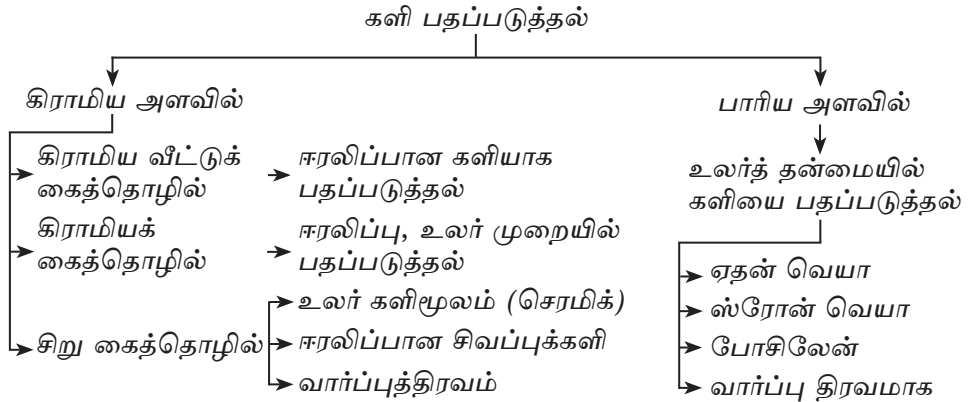 களி பதப்படுத்தல்
கிராமிய அளவில்
கிராமிய வீட்டுக்
கைத்தொழில்
ஈரலிப்பான களியாக
பதப்படுத்தல்
கிராமியக்
கைத்தொழில்
ஈரலிப்பு, உலர் முறையில்
பதப்படுத்தல்
சிறு கைத்தொழில்
உலர் களிமூலம் (செரமிக்)
ஈரலிப்பான சிவப்புக்களி
வார்ப்புத்திரவம்
பாரிய அளவில்
உலர்த் தன்மையில்
களியை பதப்படுத்தல்
ஏதன் வெயா
ஸ்ரோன் வெயா
போசிலேன்
வார்ப்பு திரவமாக